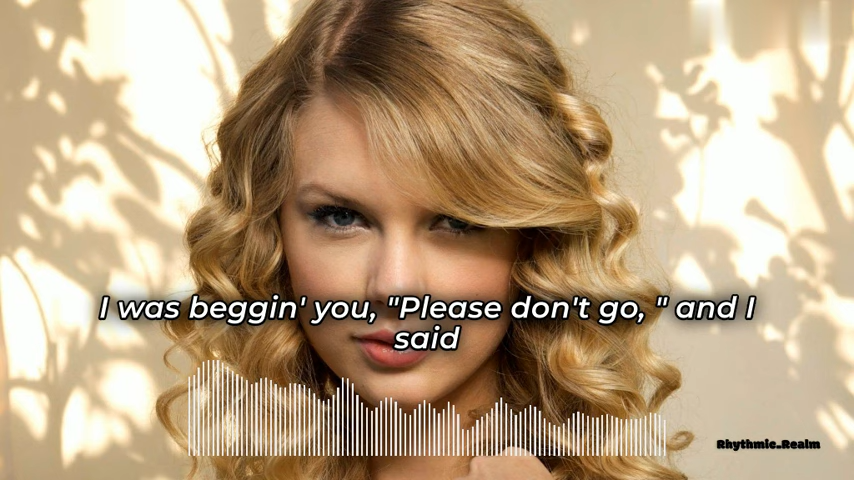 I was beggin' you, "Please don't go, " and I
said
Rhythmic_Realm